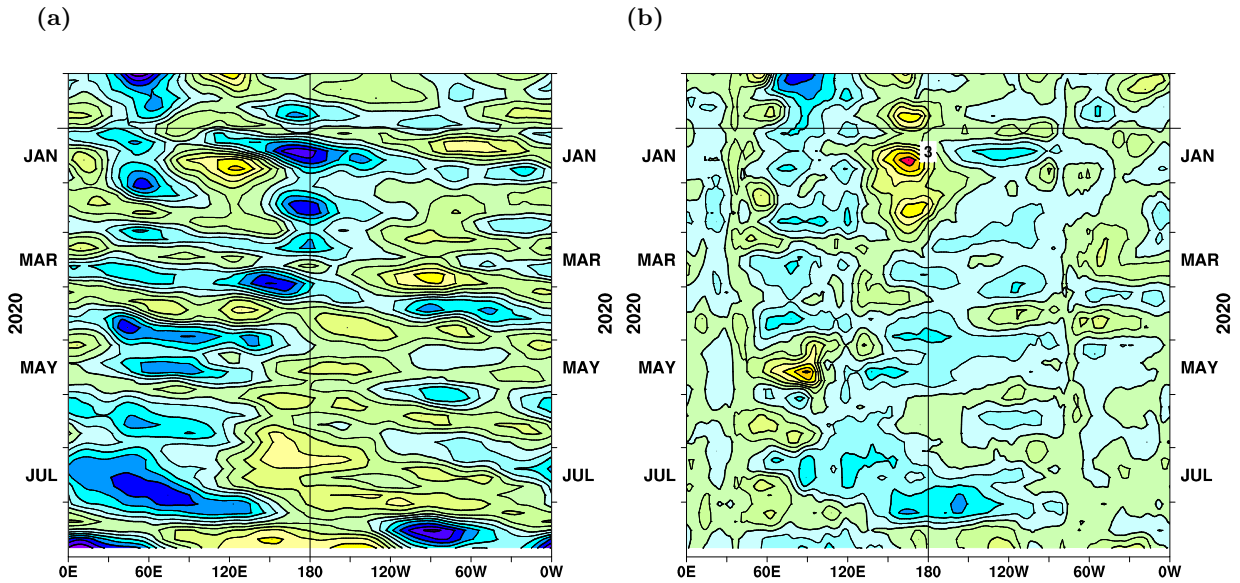 (a) (b)
JAN JAN JAN 3 JAN
MAR MAR MAR MAR
2020 2020 2020 2020
MAY MAY MAY MAY
JUL JUL JUL JUL
0E 60E 120E 180 120W 60W 0W 0E 60E 120E 180 120W 60W 0W